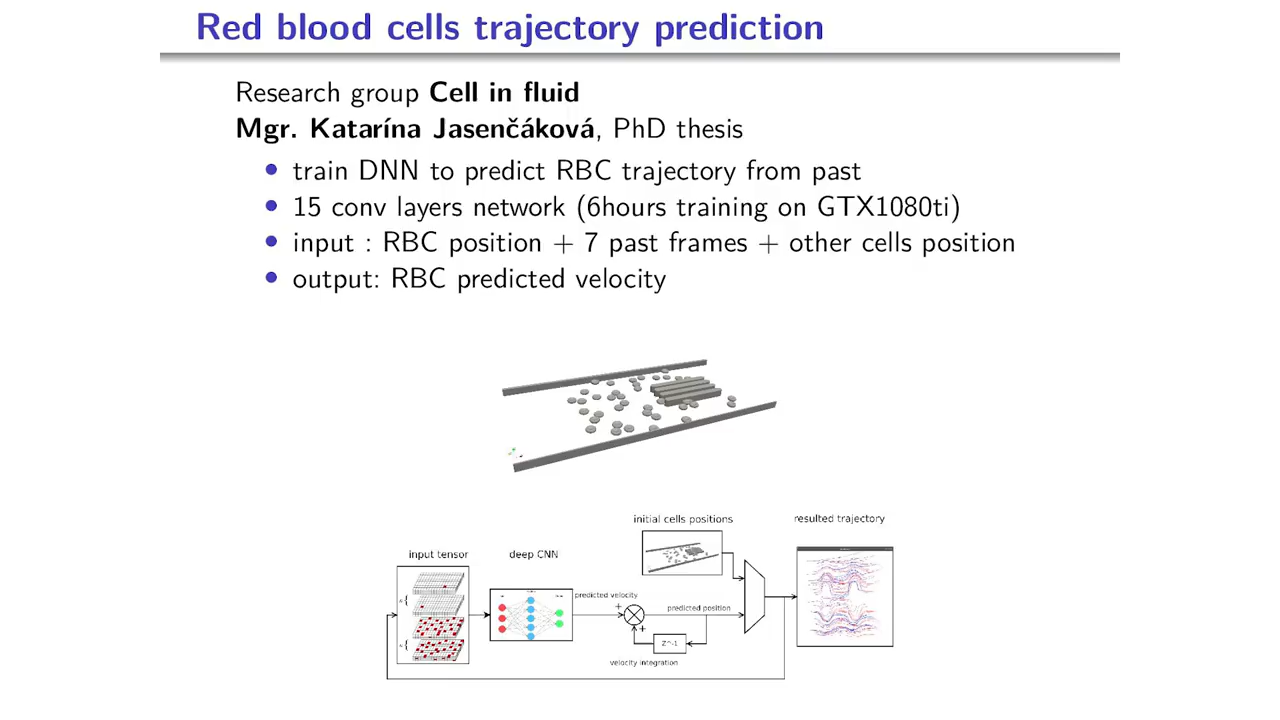 Red blood cells trajectory prediction
Research group Cell in fluid
Mgr. Katarína Jasenčáková, PhD thesis
• train DNN to predict RBC trajectory from past
• 15 conv layers network (6hours training on GTX1080ti)
• input : RBC position + 7 past frames + other cells position
• output: RBC predicted velocity
initial cells positions
resulted trajectory
input tensor
deep CNN
predicted velocity
+
predicted position
+
Z^-1
velocity integration